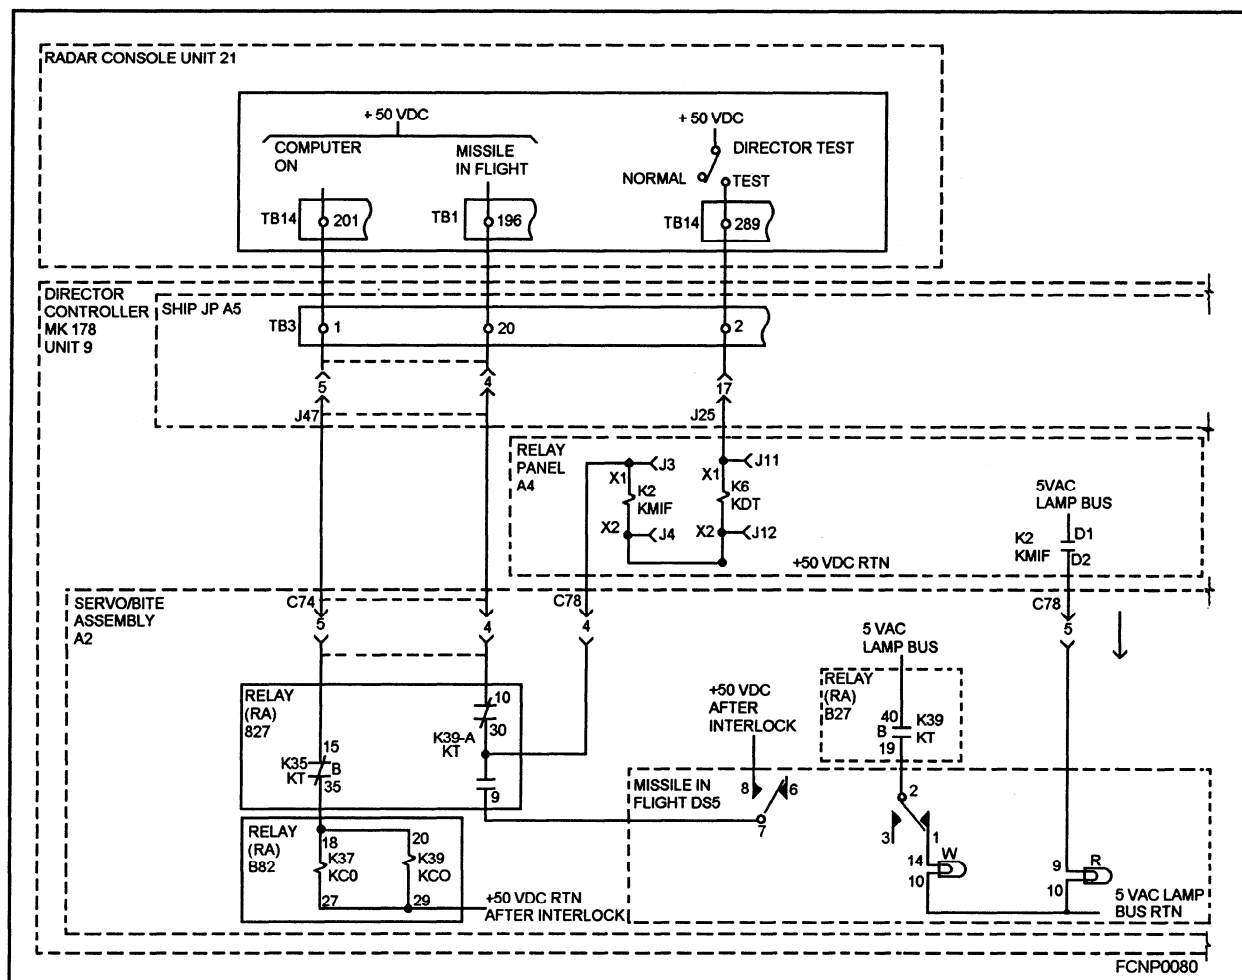 RADAR CONSOLE UNIT 21
+ 50 VDC
+ 50 VDC
COMPUTER
ON
MISSILE
IN FLIGHT
DIRECTOR TEST
NORMAL
TEST
TB14
201
TB1
196
TB14
289
DIRECTOR
CONTROLLER
MK 178
UNIT 9
SHIP JP A5
TB3
1
20
2
5
4
17
J47
J25
RELAY
PANEL
A4
J3
X1
K2
KMIF
X2
J4
J11
X1
K6
KDT
X2
J12
+50 VDC RTN
5VAC
LAMP BUS
K2
KMIF
D1
D2
SERVO/BITE
ASSEMBLY
A2
C74
5
4
C78
4
C78
5
5 VAC
LAMP BUS
RELAY
(RA)
827
10
30
K39-A
KT
9
15
K35
KT
B
35
+50 VDC
AFTER
INTERLOCK
RELAY
(RA)
B27
40
B
19
K39
KT
MISSILE IN
FLIGHT DS5
8
6
7
2
3
1
14
W
10
9
R
10
RELAY
(RA)
B82
18
K37
KC0
27
20
K39
KCO
29
+50 VDC RTN
AFTER INTERLOCK
5 VAC LAMP
BUS RTN
FCNP0080